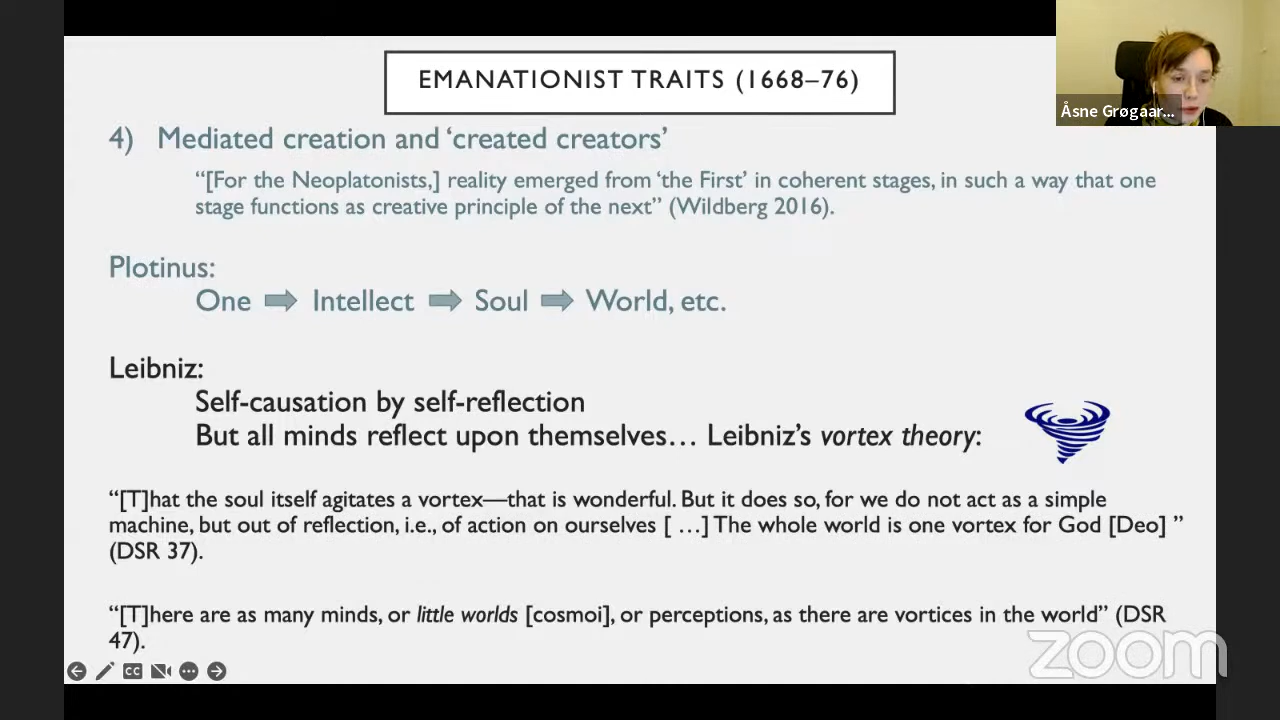 EMANATIONIST TRAITS (1668–76)
Åsne Grøgaar...
4) Mediated creation and ‘created creators’
“[For the Neoplatonists,] reality emerged from ‘the First’ in coherent stages, in such a way that one
stage functions as creative principle of the next” (Wildberg 2016).
Plotinus:
One Intellect Soul World, etc.
Leibniz:
Self-causation by self-reflection
But all minds reflect upon themselves… Leibniz’s vortex theory:
“[T]hat the soul itself agitates a vortex—that is wonderful. But it does so, for we do not act as a simple
machine, but out of reflection, i.e., of action on ourselves [ …] The whole world is one vortex for God [Deo] ”
(DSR 37).
“[T]here are as many minds, or little worlds [cosmoi], or perceptions, as there are vortices in the world” (DSR
47).
CC
zoom